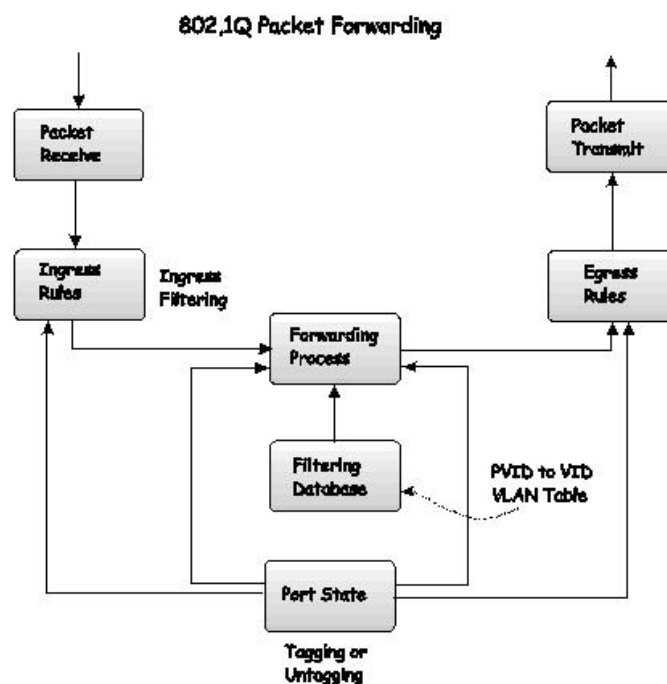 802,1Q Packet Forwarding
Packet
Receive
Packet
Transmit
Ingress
Rules
Ingress
Filtering
Egress
Rules
Forwarding
Process
Filtering
Database
PVID to VID
VLAN Table
Port State
Tagging or
Untagging